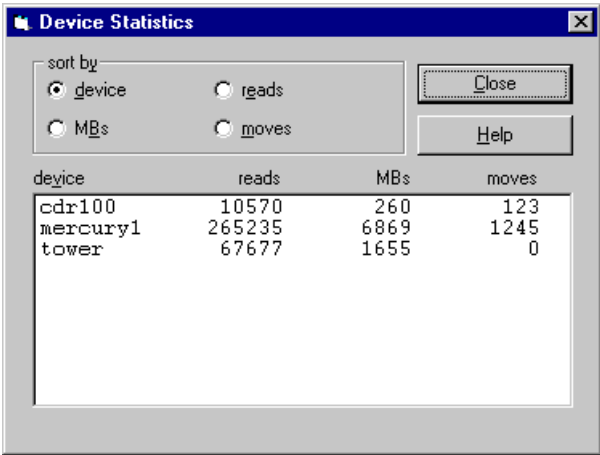 Device Statistics
sort by
device reads
MBs moves
Close
Help
device reads MBs moves
cdr100 10570 260 123
mercury1 265235 6869 1245
tower 67677 1655 0